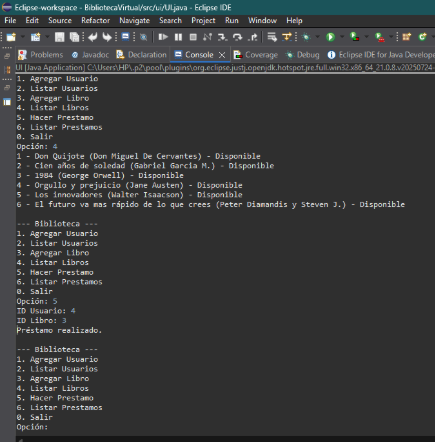 Eclipse-workspace - BibliotecaVirtual/src/ui/UI.java - Eclipse IDE
File Edit Source Refactor Navigate Search Project Run Window Help
Problems Javadoc Declaration Console Coverage Debug Eclipse IDE for Java Develop
UI [Java Application] C:\Users\HP\.p2\pool\plugins\org.eclipse.justj.openjdk.hotspot.jre.full.win32.x86_64_21.0.8.v20250724-
1. Agregar Usuario
2. Listar Usuarios
3. Agregar Libro
4. Listar Libros
5. Hacer Prestamo
6. Listar Prestamos
0. Salir
Opción: 4
1 - Don Quijote (Don Miguel De Cervantes) - Disponible
2 - Cien años de soledad (Gabriel Garcia M.) - Disponible
3 - 1984 (George Orwell) - Disponible
4 - Orgullo y prejuicio (Jane Austen) - Disponible
5 - Los innovadores (Walter Isaacson) - Disponible
6 - El futuro va mas rápido de lo que crees (Peter Diamandis y Steven J.) - Disponible
--- Biblioteca ---
1. Agregar Usuario
2. Listar Usuarios
3. Agregar Libro
4. Listar Libros
5. Hacer Prestamo
6. Listar Prestamos
0. Salir
Opción: 5
ID Usuario: 4
ID Libro: 3
Préstamo realizado.
--- Biblioteca ---
1. Agregar Usuario
2. Listar Usuarios
3. Agregar Libro
4. Listar Libros
5. Hacer Prestamo
6. Listar Prestamos
0. Salir
Opción: